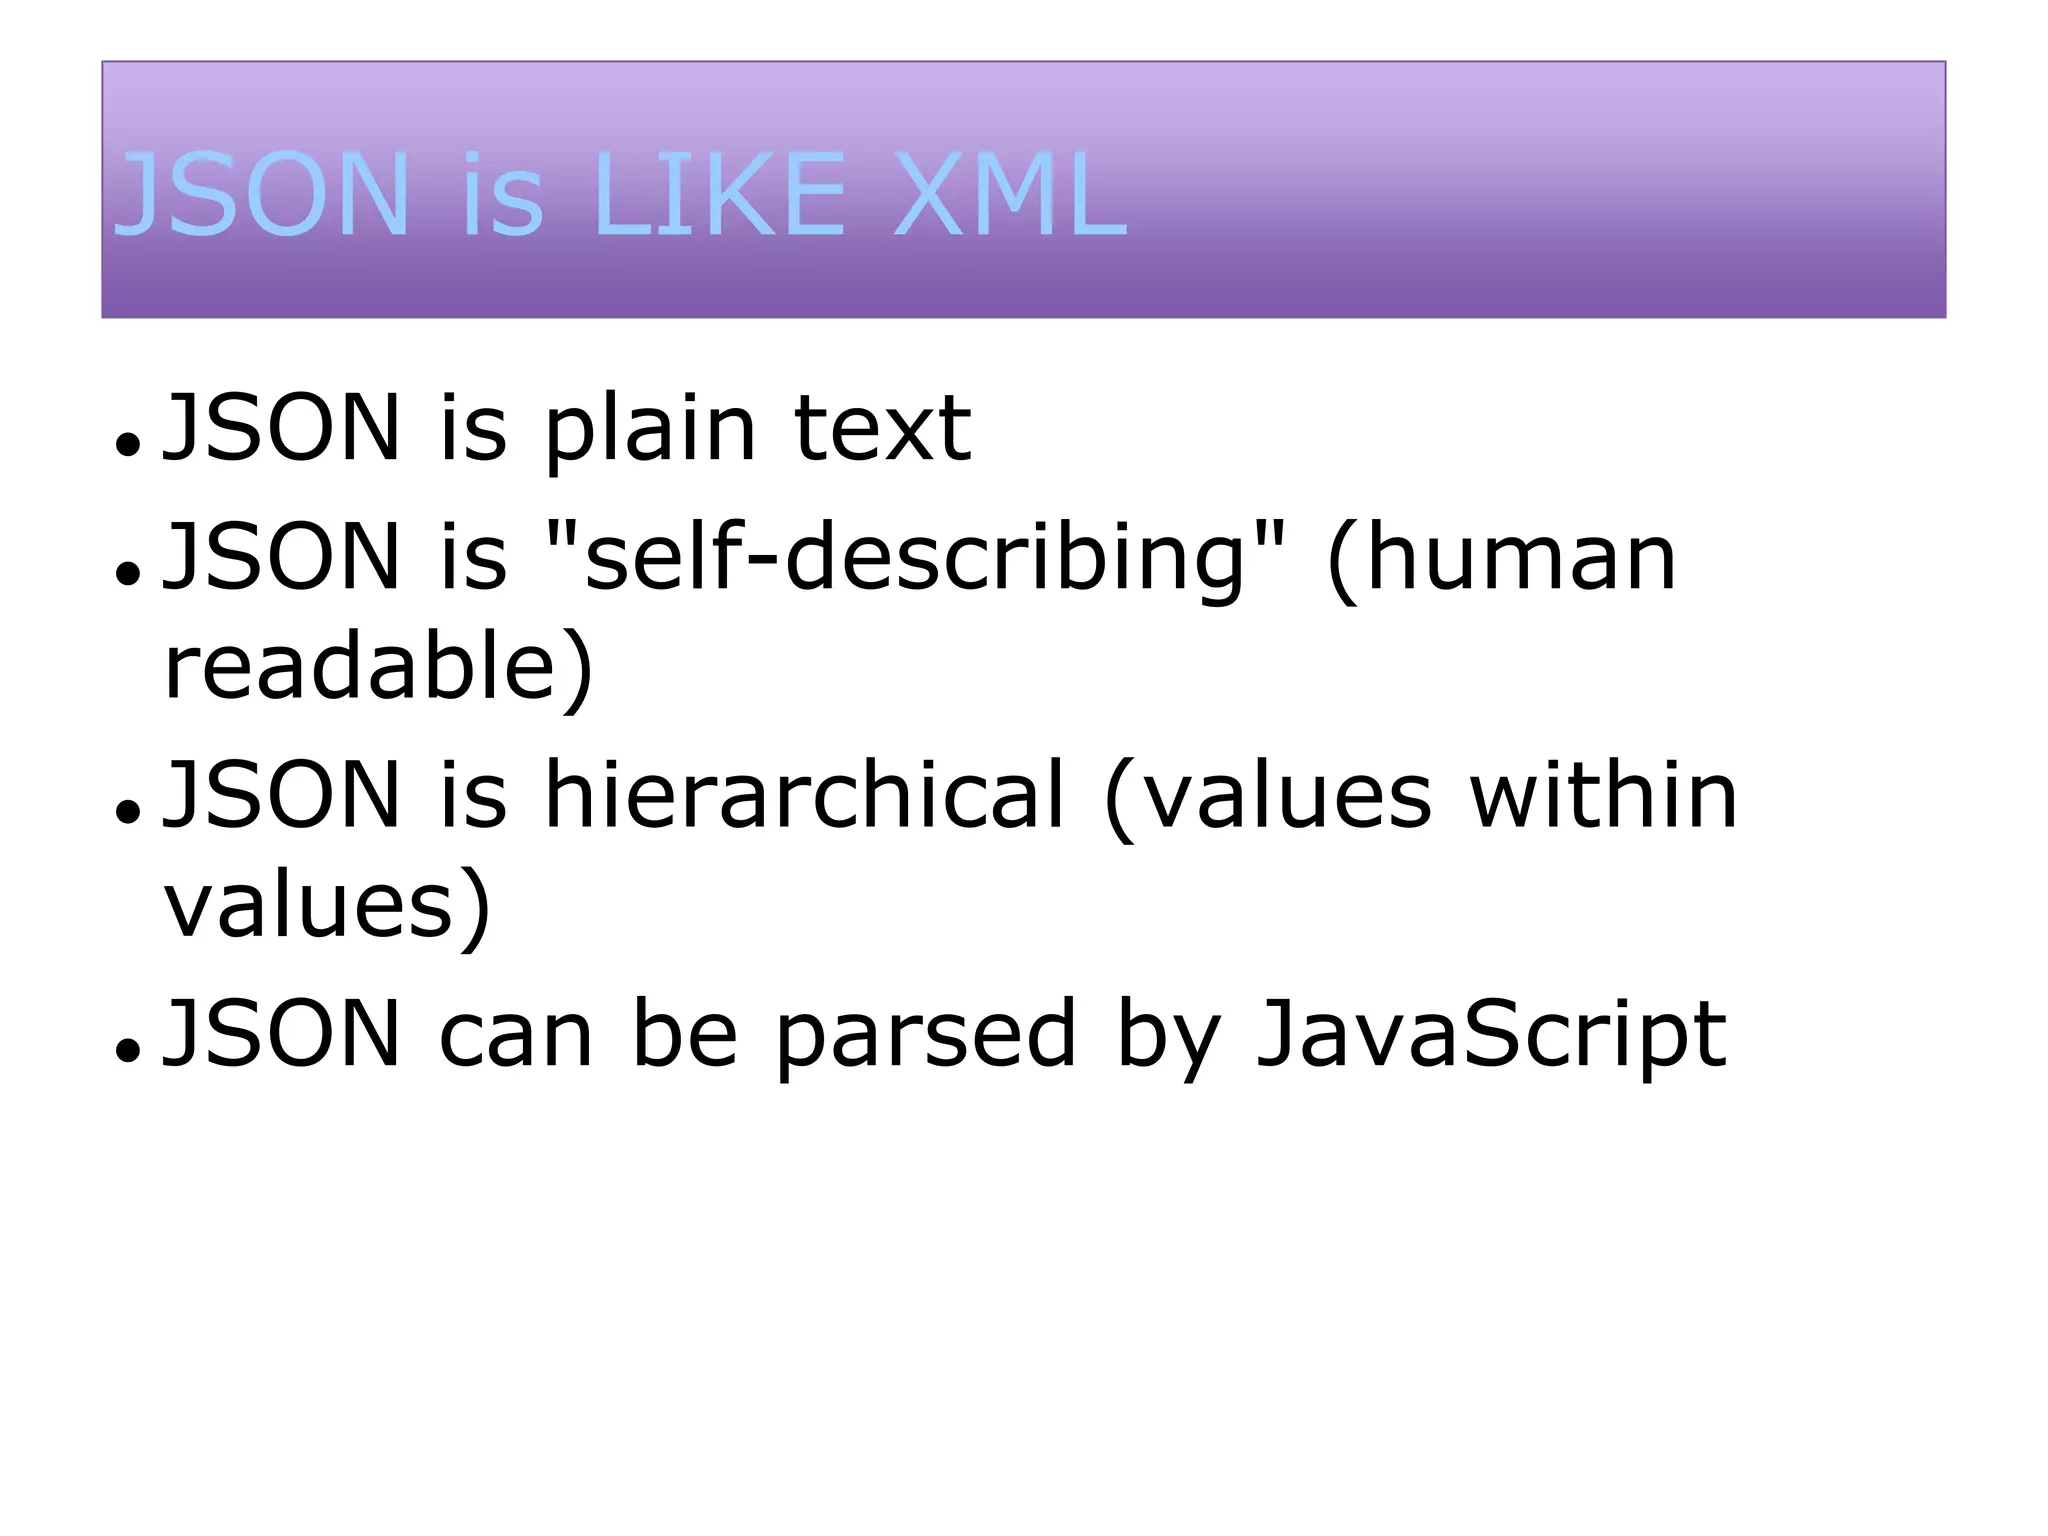 JSON is LIKE XML
•JSON is plain text
•JSON is "self-describing" (human
readable)
•JSON is hierarchical (values within
values)
•JSON can be parsed by JavaScript